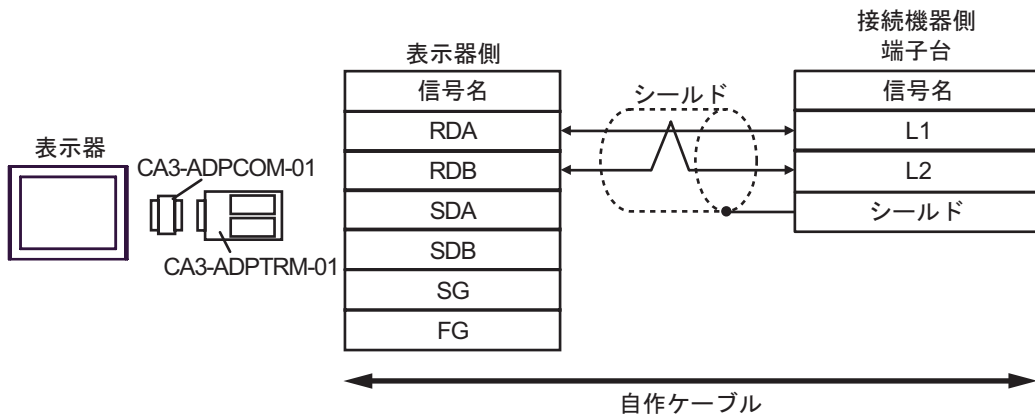 表示器
CA3-ADPCOM-01
CA3-ADPTRM-01
表示器側
信号名
RDA
RDB
SDA
SDB
SG
FG
シールド
接続機器側
端子台
信号名
L1
L2
シールド
自作ケーブル